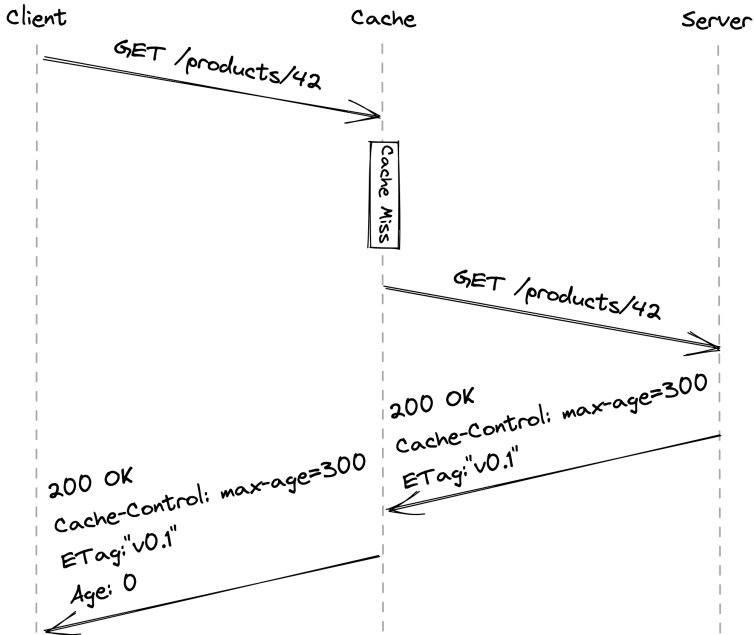 Client
Cache
Server
GET /products/42
Cache Miss
GET /products/42
200 OK
Cache-Control: max-age=300
ETag:"v0.1"
200 OK
Cache-Control: max-age=300
ETag:"v0.1"
Age: 0